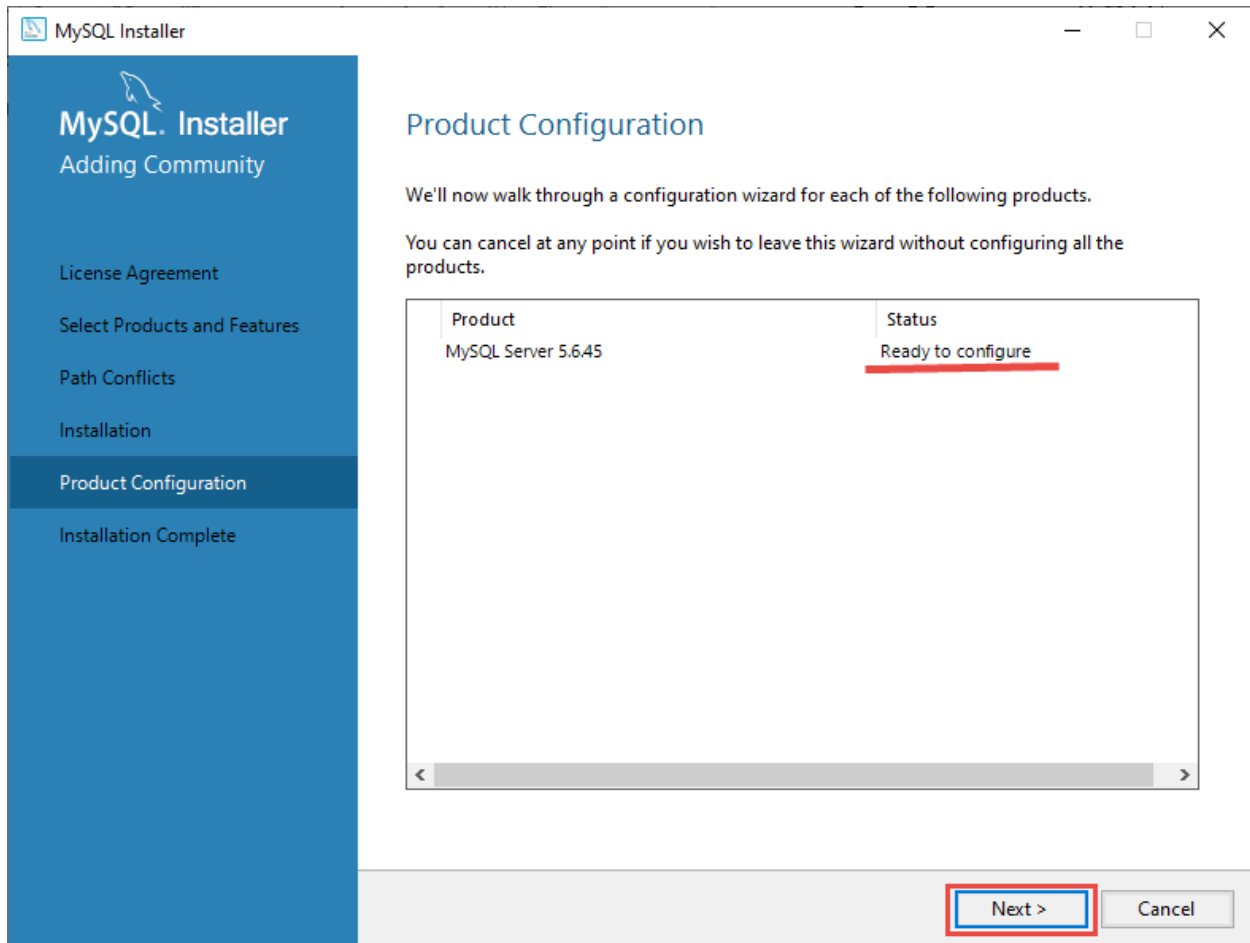 MySQL Installer
MySQL. Installer
Adding Community
License Agreement
Select Products and Features
Path Conflicts
Installation
Product Configuration
Installation Complete
Product Configuration
We'll now walk through a configuration wizard for each of the following products.
You can cancel at any point if you wish to leave this wizard without configuring all the
products.
Product Status
MySQL Server 5.6.45 Ready to configure
Next > Cancel